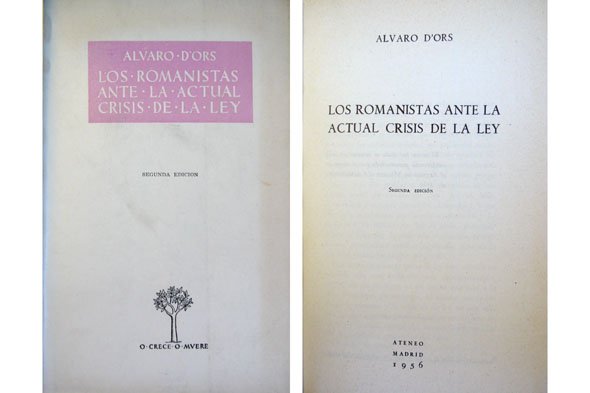 ALVARO·D'ORS
LOS·ROMANISTAS
ANTE·LA·ACTUAL
CRISIS·DE·LA·LEY
SEGUNDA EDICION
O·CRECE·O·MVERE
ALVARO D'ORS
LOS ROMANISTAS ANTE LA
ACTUAL CRISIS DE LA LEY
SEGUNDA EDICIÓN
ATENEO
MADRID
1956